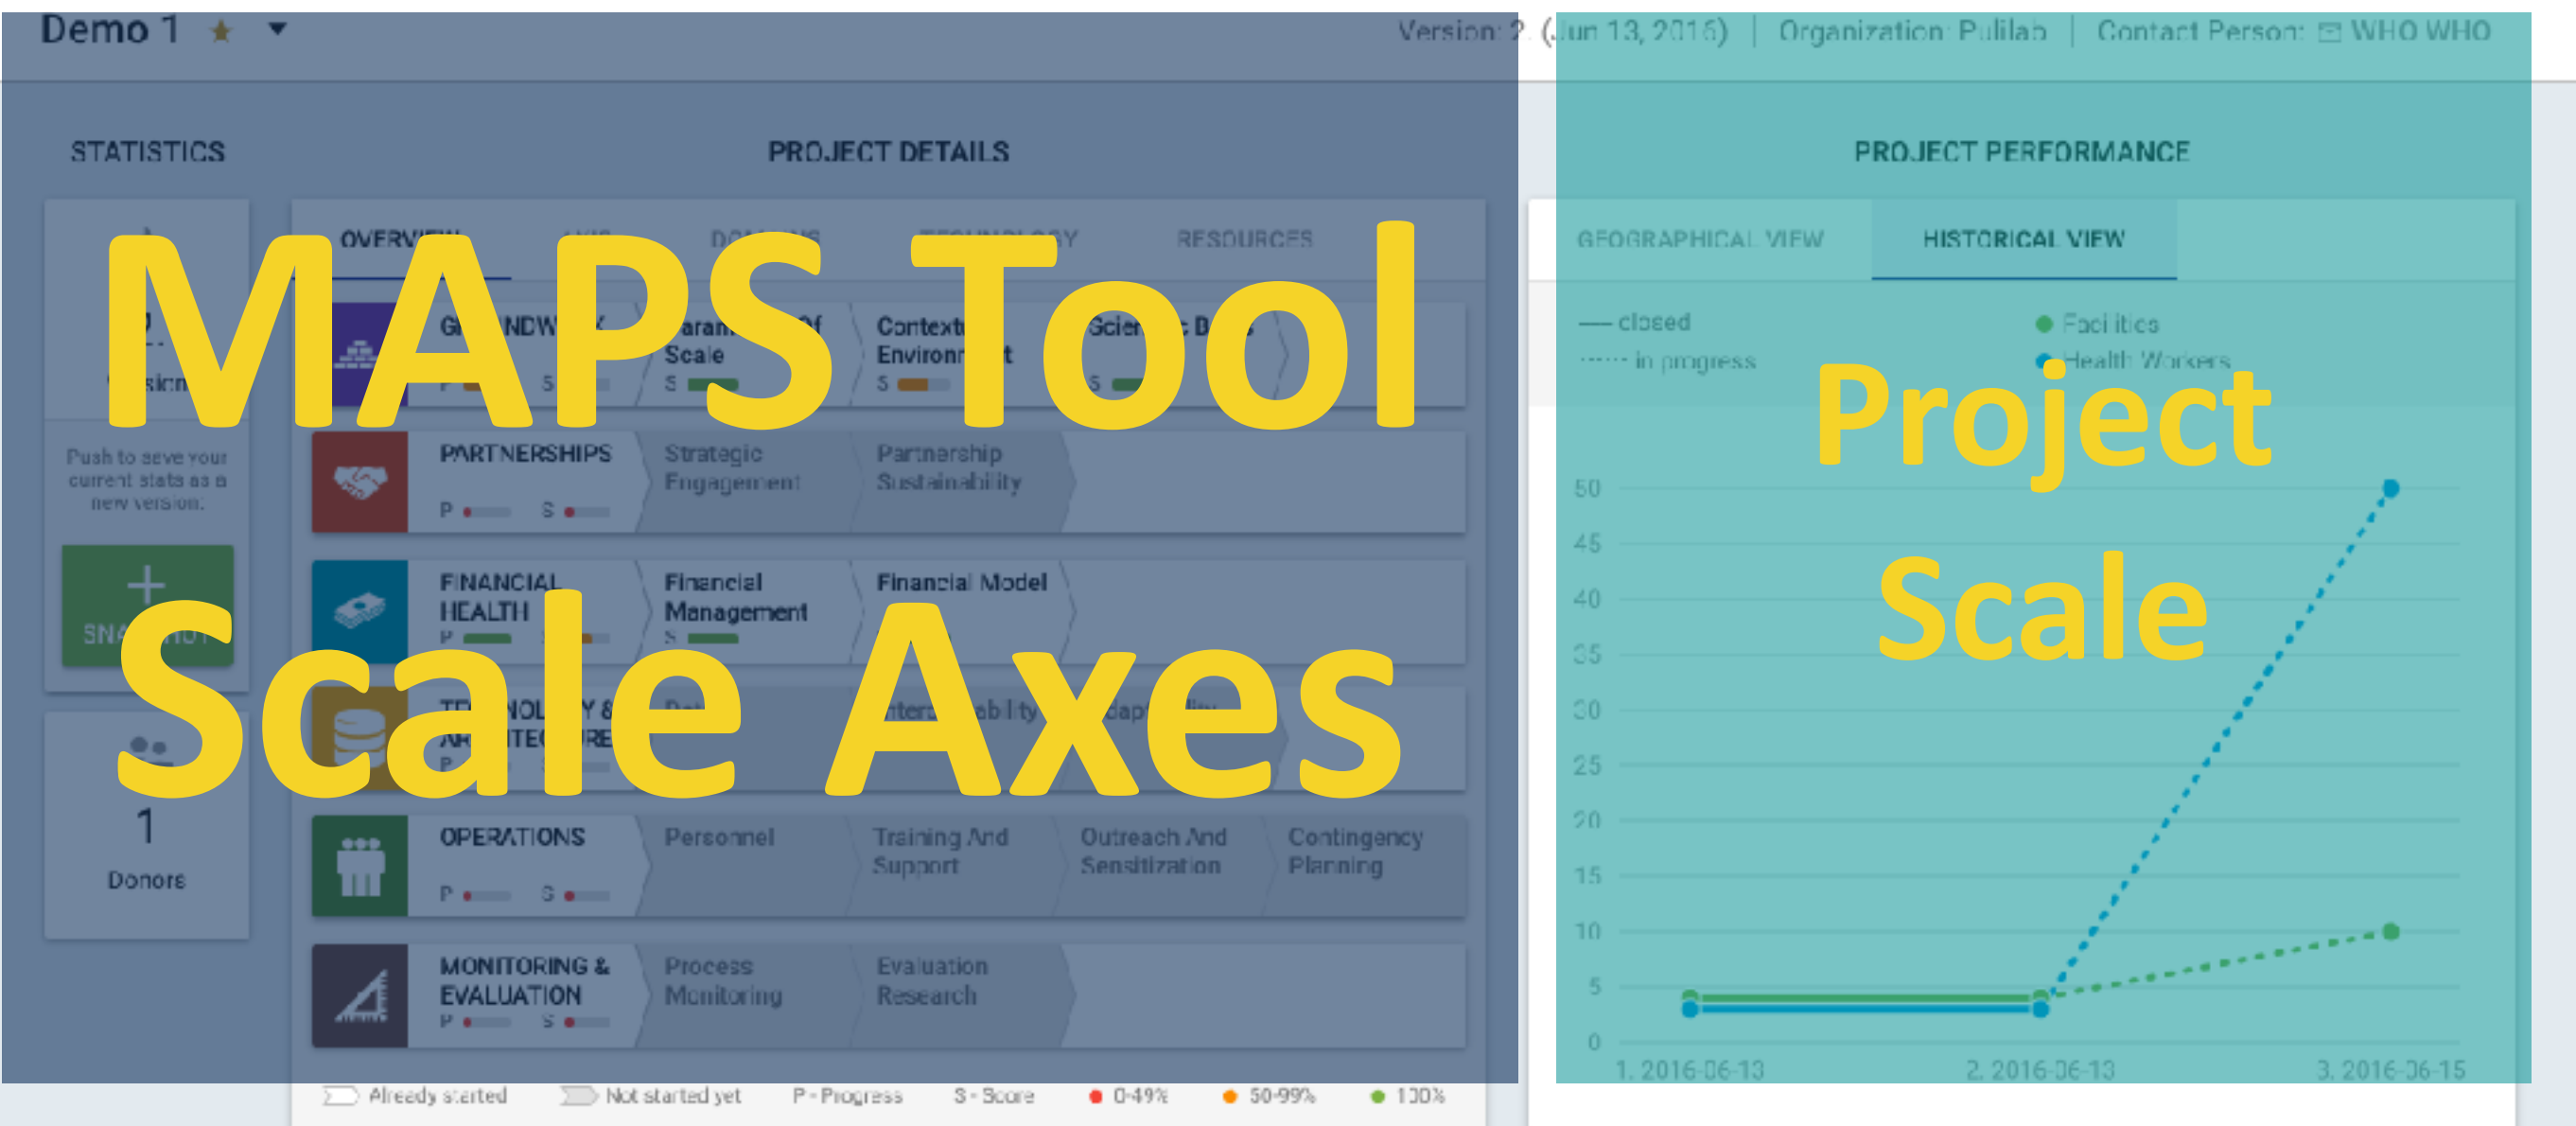 Demo 1
Version: 2. (Jun 13, 2016) | Organization: Pulilab | Contact Person: WHO WHO
STATISTICS
PROJECT DETAILS
PROJECT PERFORMANCE
MAPS Tool
Scale Axes
Project
Scale
OVERVIEW
RESOURCES
GEOGRAPHICAL VIEW
HISTORICAL VIEW
closed
in progress
Facilities
Health Workers
Scale
S
S
S
Push to save your
current stats as a
new version:
+
1
Donors
PARTNERSHIPS
P S
Strategic
Engagement
Partnership
Sustainability
FINANCIAL
HEALTH
P
Financial
Management
S
Financial Model
OPERATIONS
P S
Personnel
Training And
Support
Outreach And
Sensitization
Contingency
Planning
MONITORING &
EVALUATION
P S
Process
Monitoring
Evaluation
Research
Already started
Not started yet
P - Progress
S - Score
0-49%
50-99%
100%
50
45
40
35
30
25
20
15
10
5
0
1. 2016-06-13
2. 2016-06-13
3. 2016-06-15